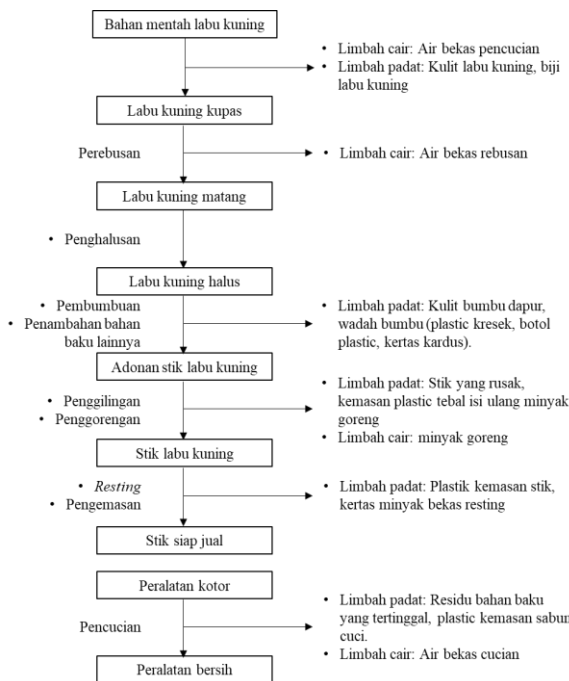 Bahan mentah labu kuning
• Limbah cair: Air bekas pencucian
• Limbah padat: Kulit labu kuning, biji
labu kuning
Labu kuning kupas
Perebusan
• Limbah cair: Air bekas rebusan
Labu kuning matang
• Penghalusan
Labu kuning halus
• Pembumbuan
• Penambahan bahan
baku lainnya
• Limbah padat: Kulit bumbu dapur,
wadah bumbu (plastic kresek, botol
plastic, kertas kardus).
Adonan stik labu kuning
• Penggilingan
• Penggorengan
• Limbah padat: Stik yang rusak,
kemasan plastic tebal isi ulang minyak
goreng
• Limbah cair: minyak goreng
Stik labu kuning
• Resting
• Pengemasan
• Limbah padat: Plastik kemasan stik,
kertas minyak bekas resting
Stik siap jual
Peralatan kotor
Pencucian
• Limbah padat: Residu bahan baku
yang tertinggal, plastic kemasan sabun
cuci.
• Limbah cair: Air bekas cucian
Peralatan bersih